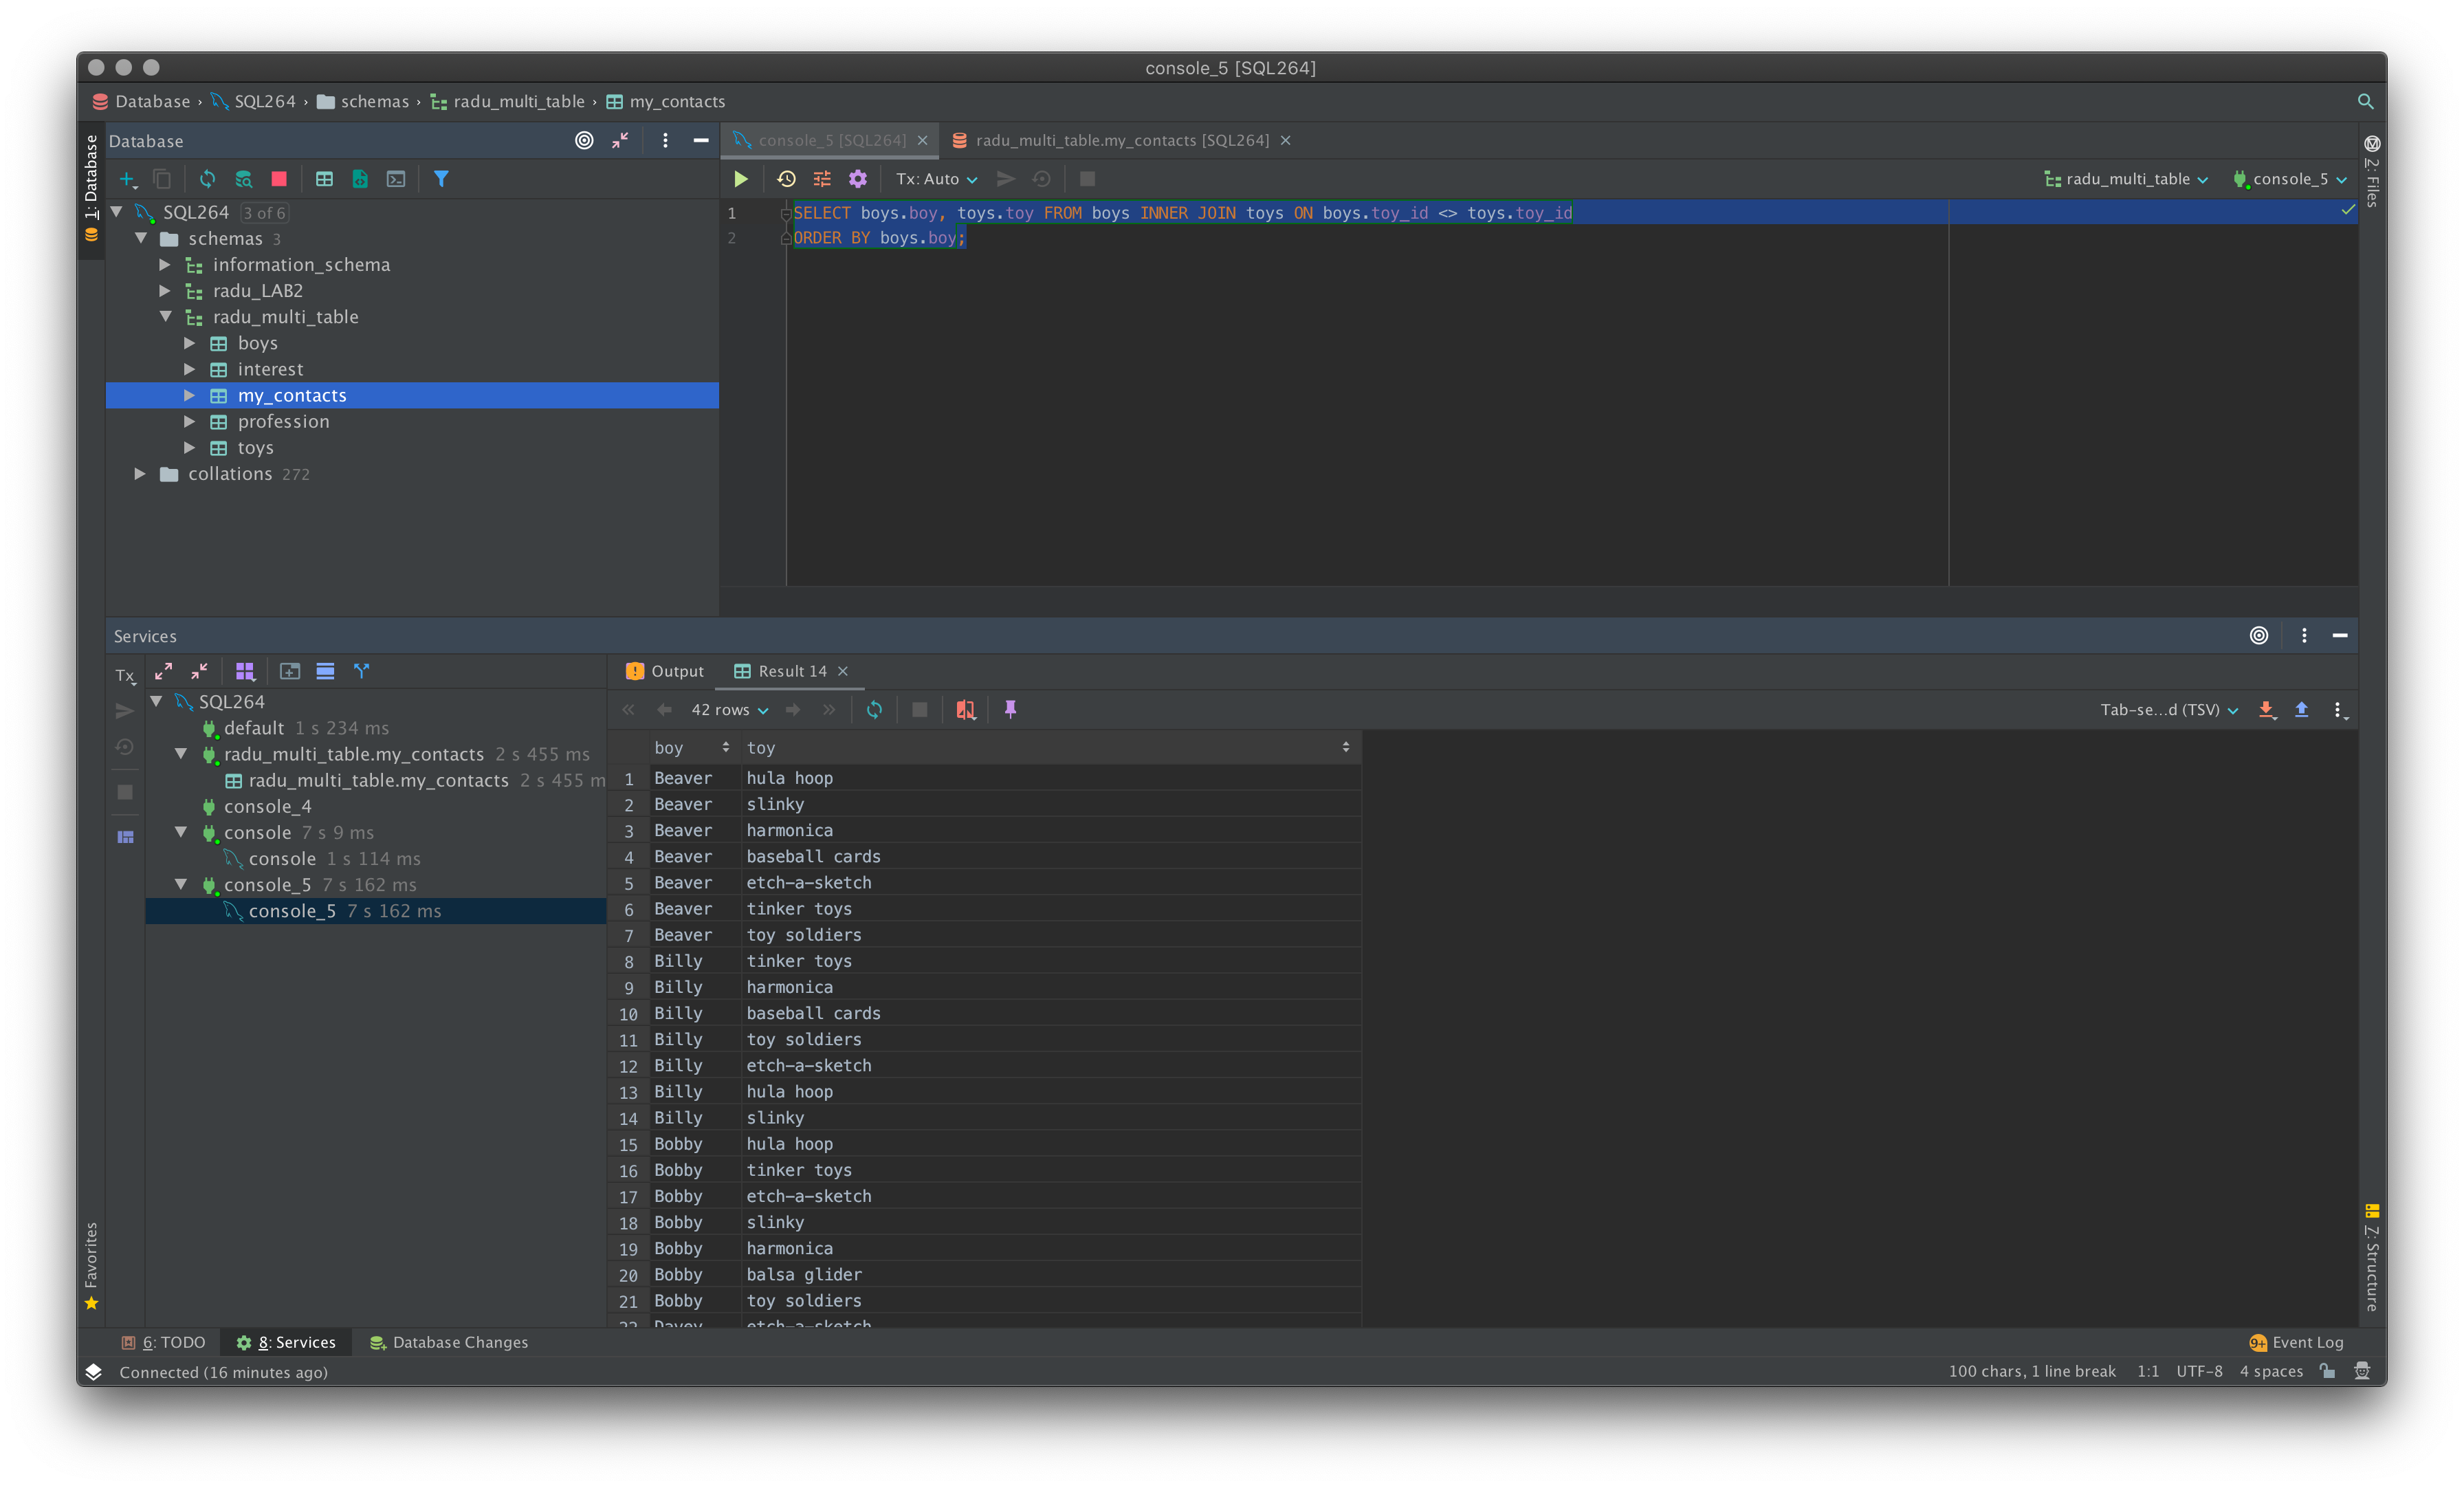 console_5 [SQL264]
Database › SQL264 › schemas › radu_multi_table › my_contacts
1: Database
Database
console_5 [SQL264]
radu_multi_table.my_contacts [SQL264]
2: Files
Tx: Auto
radu_multi_table
console_5
SQL264 3 of 6
schemas 3
information_schema
radu_LAB2
radu_multi_table
boys
interest
my_contacts
profession
toys
collations 272
1 SELECT boys.boy, toys.toy FROM boys INNER JOIN toys ON boys.toy_id <> toys.toy_id
2 ORDER BY boys.boy;
Services
Tx
SQL264
default 1 s 234 ms
radu_multi_table.my_contacts 2 s 455 ms
radu_multi_table.my_contacts 2 s 455 m
console_4
console 7 s 9 ms
console 1 s 114 ms
console_5 7 s 162 ms
console_5 7 s 162 ms
Output
Result 14
42 rows
Tab-se...d (TSV)
boy toy
1 Beaver hula hoop
2 Beaver slinky
3 Beaver harmonica
4 Beaver baseball cards
5 Beaver etch-a-sketch
6 Beaver tinker toys
7 Beaver toy soldiers
8 Billy tinker toys
9 Billy harmonica
10 Billy baseball cards
11 Billy toy soldiers
12 Billy etch-a-sketch
13 Billy hula hoop
14 Billy slinky
15 Bobby hula hoop
16 Bobby tinker toys
17 Bobby etch-a-sketch
18 Bobby slinky
19 Bobby harmonica
20 Bobby balsa glider
21 Bobby toy soldiers
22 Davey etch-a-sketch
Favorites
7: Structure
6: TODO
8: Services
Database Changes
9+ Event Log
Connected (16 minutes ago)
100 chars, 1 line break 1:1 UTF-8 4 spaces